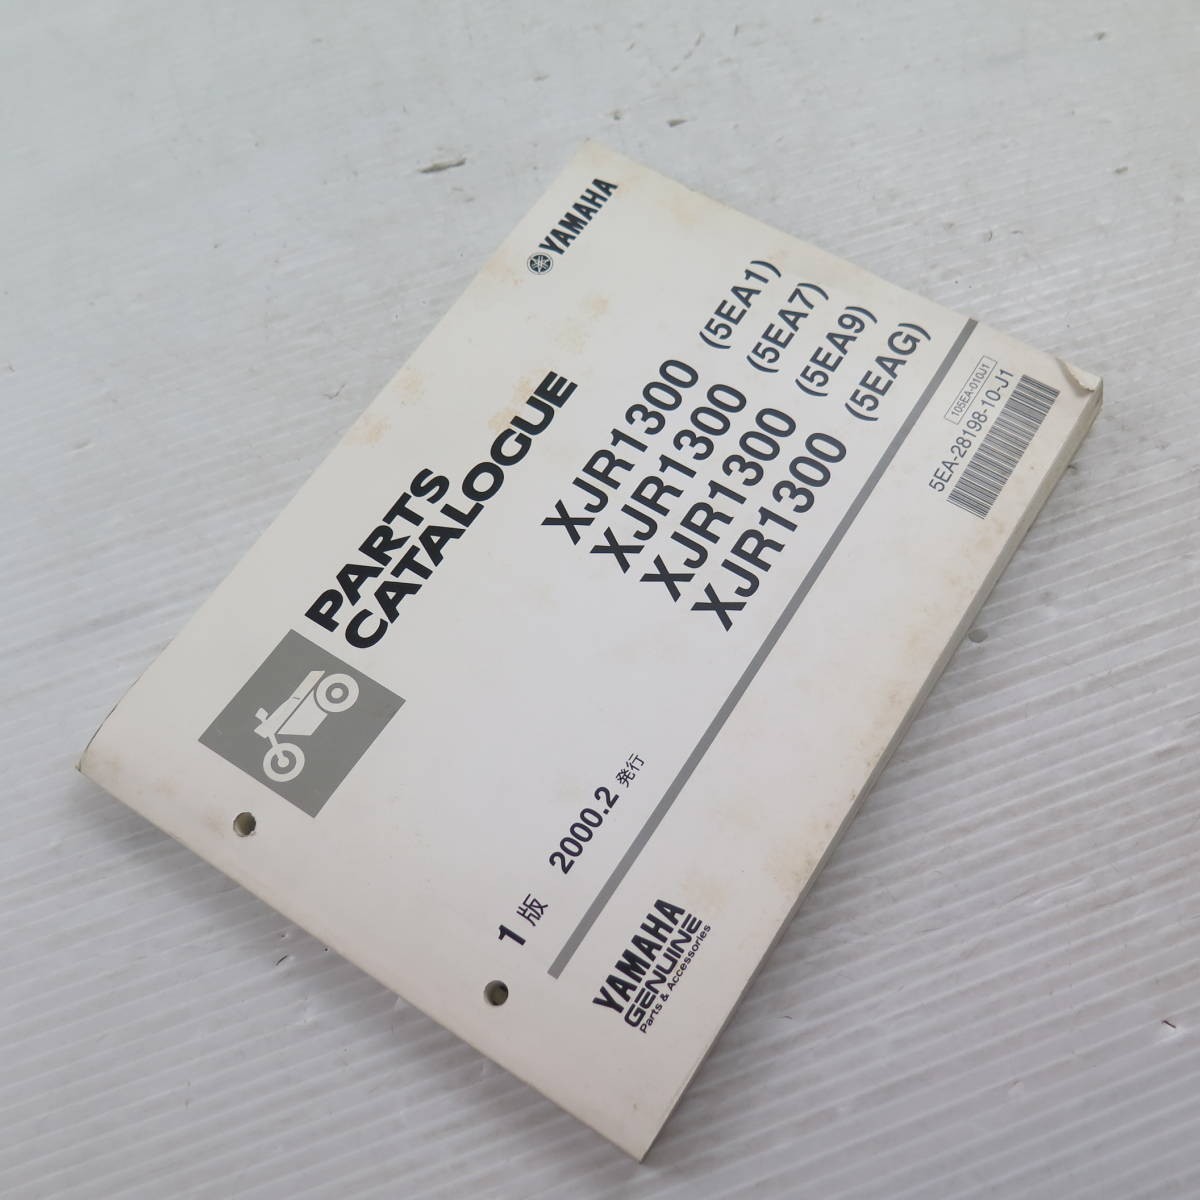 YAMAHA
PARTS
CATALOGUE
XJR1300 (5EA1)
XJR1300 (5EA7)
XJR1300 (5EA9)
XJR1300 (5EAG)
105EA-010J1
5EA-28198-10-J1
1版 2000.2 発行
YAMAHA
GENUINE
Parts & Accessories